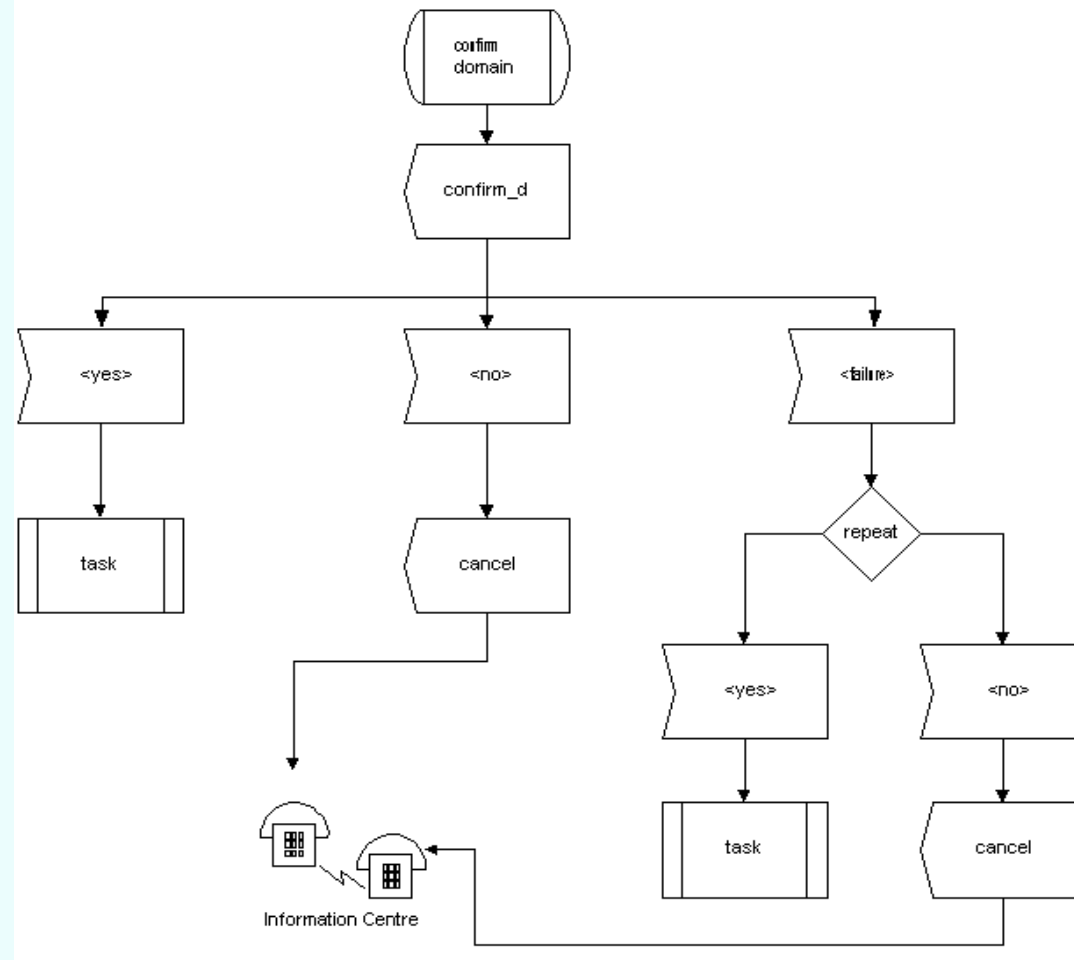 confirm
domain
confirm_d
<yes>
<no>
<failure>
task
cancel
repeat
<yes>
<no>
task
cancel
Information Centre